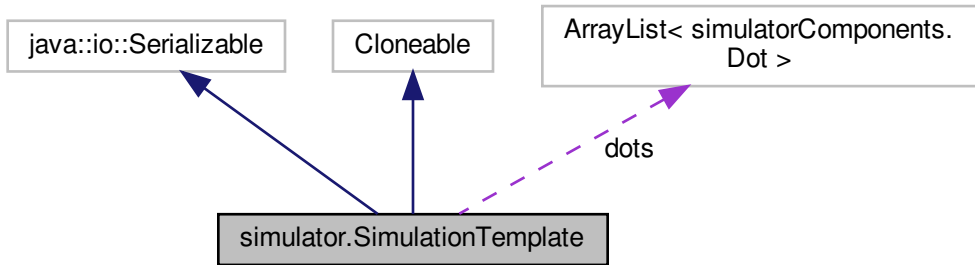 java::io::Serializable
Cloneable
ArrayList< simulatorComponents.
Dot >
dots
simulator.SimulationTemplate